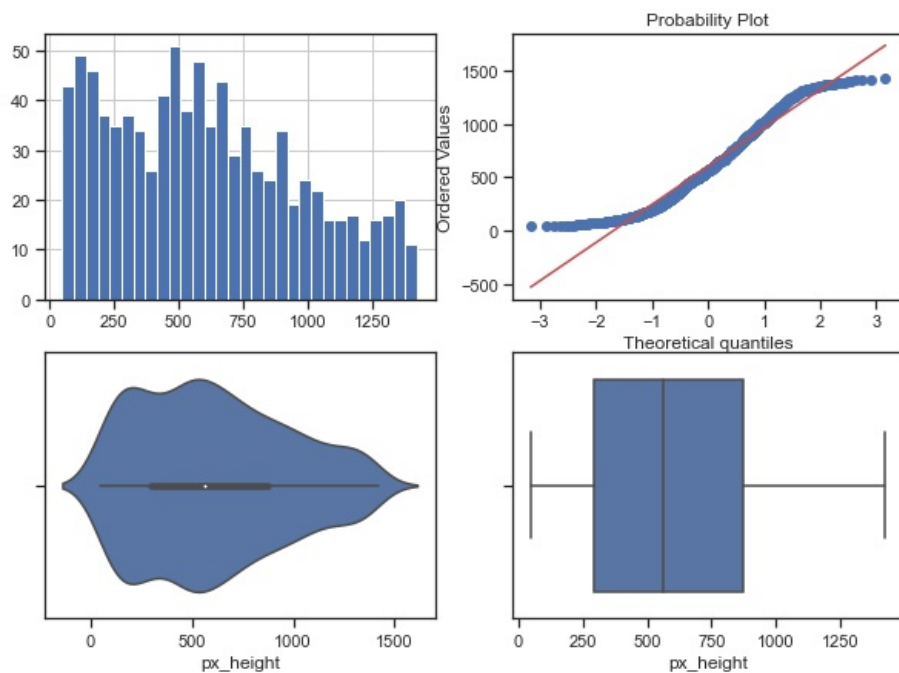 Probability Plot
50
40
30
20
10
0
0 250 500 750 1000 1250
Ordered Values
1500
1000
500
0
−500
−3 −2 −1 0 1 2 3
Theoretical quantiles
0 500 1000 1500
px_height
0 250 500 750 1000 1250
px_height